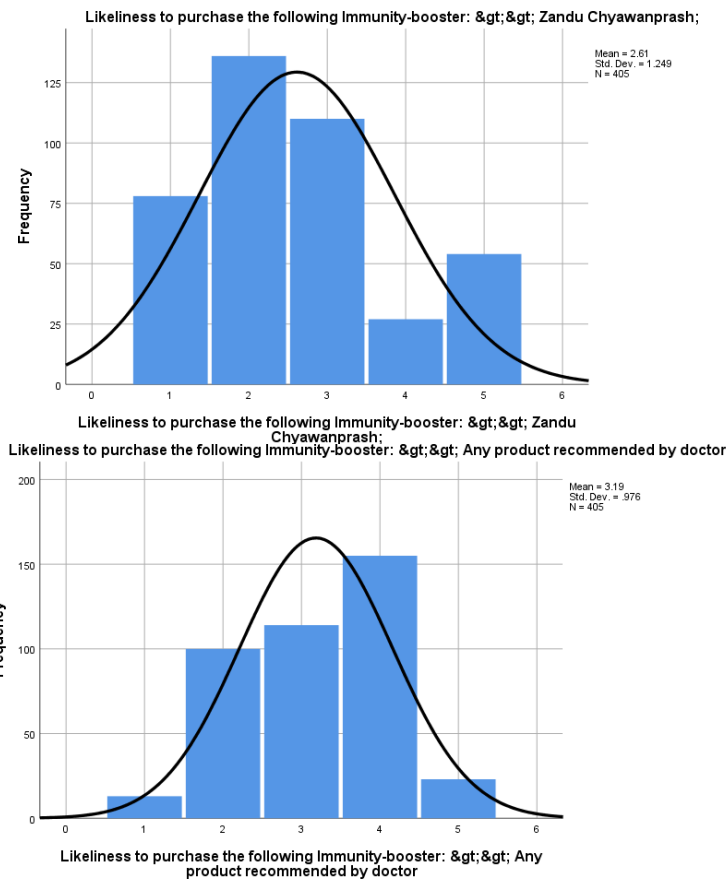 Likeliness to purchase the following Immunity-booster: &gt;&gt; Zandu Chyawanprash;
Mean = 2.61
Std. Dev. = 1.249
N = 405
Frequency
125
100
75
50
25
0
0 1 2 3 4 5 6
Likeliness to purchase the following Immunity-booster: &gt;&gt; Zandu
Chyawanprash;
Likeliness to purchase the following Immunity-booster: &gt;&gt; Any product recommended by doctor
Mean = 3.19
Std. Dev. = .976
N = 405
Frequency
200
150
100
50
0
0 1 2 3 4 5 6
Likeliness to purchase the following Immunity-booster: &gt;&gt; Any
product recommended by doctor